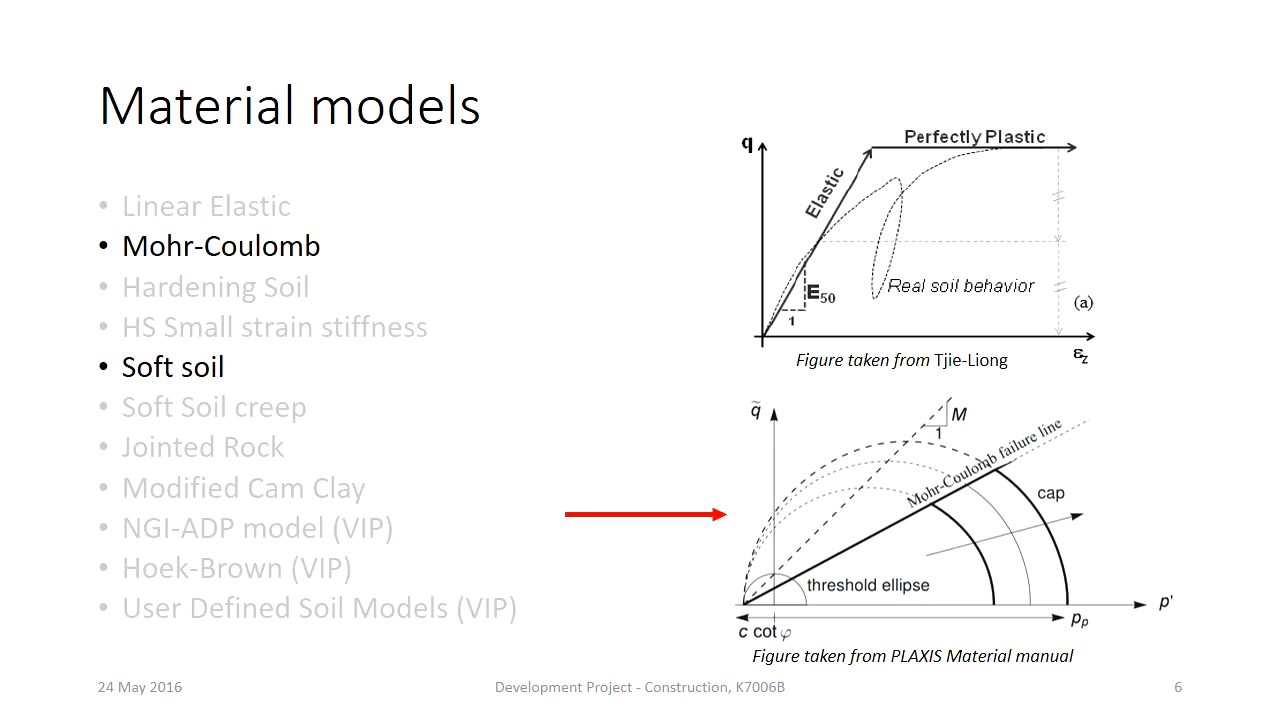 Material models
• Linear Elastic
• Mohr-Coulomb
• Hardening Soil
• HS Small strain stiffness
• Soft soil
• Soft Soil creep
• Jointed Rock
• Modified Cam Clay
• NGI-ADP model (VIP)
• Hoek-Brown (VIP)
• User Defined Soil Models (VIP)
q
Perfectly Plastic
Elastic
E50
1
Real soil behavior
(a)
εz
Figure taken from Tjie-Liong
q̃
M
1
Mohr-Coulomb failure line
cap
threshold ellipse
p'
c cot φ
pp
Figure taken from PLAXIS Material manual
24 May 2016
Development Project - Construction, K7006B
6